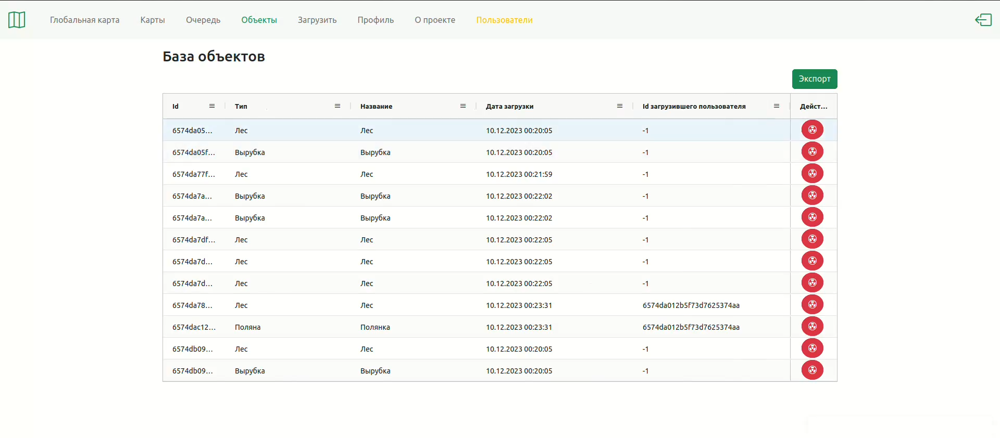 Глобальная карта Карты Очередь Объекты Загрузить Профиль О проекте Пользователи
База объектов
Экспорт
Id Тип Название Дата загрузки Id загрузившего пользователя Дейст...
6574da05... Лес Лес 10.12.2023 00:20:05 -1
6574da05f... Вырубка Вырубка 10.12.2023 00:20:05 -1
6574da77f... Лес Лес 10.12.2023 00:21:59 -1
6574da7a... Вырубка Вырубка 10.12.2023 00:22:02 -1
6574da7a... Вырубка Вырубка 10.12.2023 00:22:02 -1
6574da7df... Лес Лес 10.12.2023 00:22:05 -1
6574da7d... Лес Лес 10.12.2023 00:22:05 -1
6574da7d... Лес Лес 10.12.2023 00:22:05 -1
6574da78... Лес Лес 10.12.2023 00:23:31 6574da012b5f73d7625374aa
6574dac12... Поляна Полянка 10.12.2023 00:23:31 6574da012b5f73d7625374aa
6574db09... Лес Лес 10.12.2023 00:20:05 -1
6574db09... Вырубка Вырубка 10.12.2023 00:20:05 -1